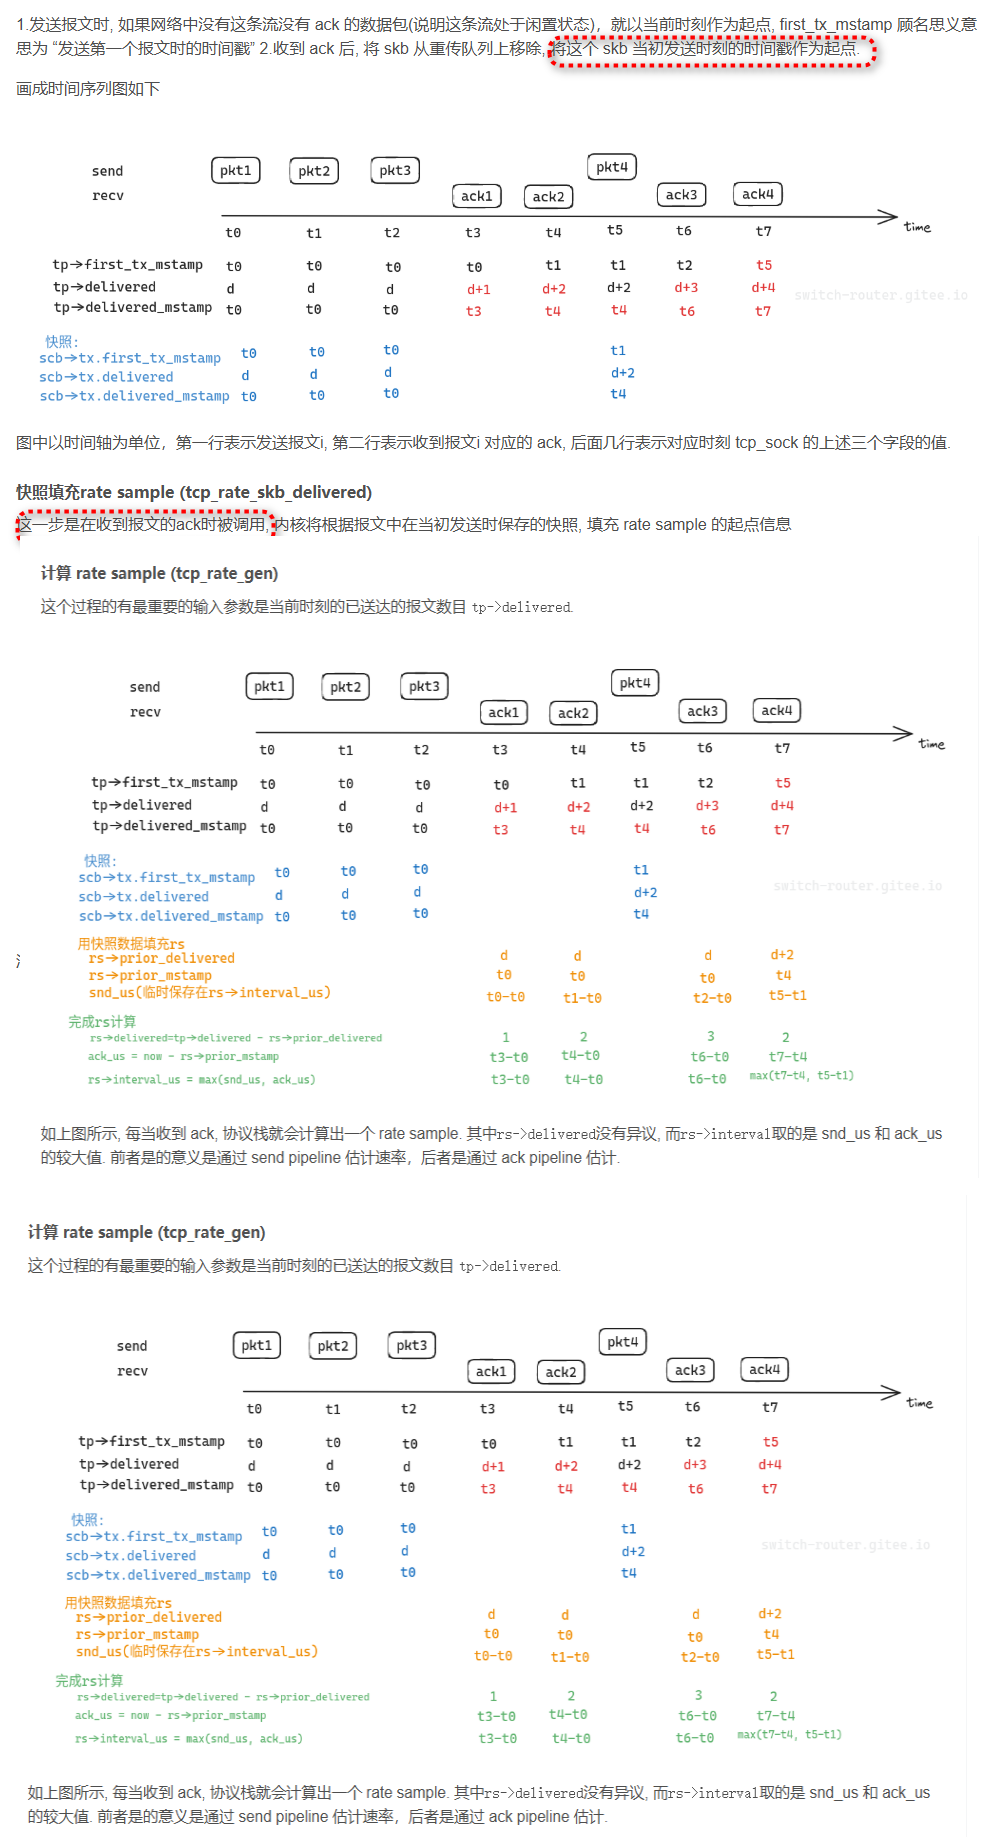 1.发送报文时, 如果网络中没有这条流没有 ack 的数据包(说明这条流处于闲置状态)，就以当前时刻作为起点, first_tx_mstamp 顾名思义意
思为 “发送第一个报文时的时间戳” 2.收到 ack 后, 将 skb 从重传队列上移除, 将这个 skb 当初发送时刻的时间戳作为起点.
画成时间序列图如下
send pkt1 pkt2 pkt3 pkt4
recv ack1 ack2 ack3 ack4
t0 t1 t2 t3 t4 t5 t6 t7 time
tp→first_tx_mstamp t0 t0 t0 t0 t1 t1 t2 t5
tp→delivered d d d d+1 d+2 d+2 d+3 d+4
tp→delivered_mstamp t0 t0 t0 t3 t4 t4 t6 t7
switch-router.gitee.io
快照:
scb→tx.first_tx_mstamp t0 t0 t0 t1
scb→tx.delivered d d d d+2
scb→tx.delivered_mstamp t0 t0 t0 t4
图中以时间轴为单位，第一行表示发送报文i, 第二行表示收到报文i 对应的 ack, 后面几行表示对应时刻 tcp_sock 的上述三个字段的值.
快照填充rate sample (tcp_rate_skb_delivered)
这一步是在收到报文的ack时被调用, 内核将根据报文中在当初发送时保存的快照, 填充 rate sample 的起点信息
计算 rate sample (tcp_rate_gen)
这个过程的有最重要的输入参数是当前时刻的已送达的报文数目 tp->delivered.
send pkt1 pkt2 pkt3 pkt4
recv ack1 ack2 ack3 ack4
t0 t1 t2 t3 t4 t5 t6 t7 time
tp→first_tx_mstamp t0 t0 t0 t0 t1 t1 t2 t5
tp→delivered d d d d+1 d+2 d+2 d+3 d+4
tp→delivered_mstamp t0 t0 t0 t3 t4 t4 t6 t7
快照:
scb→tx.first_tx_mstamp t0 t0 t0 t1
switch-router.gitee.io
scb→tx.delivered d d d d+2
scb→tx.delivered_mstamp t0 t0 t0 t4
用快照数据填充rs
rs→prior_delivered d d d d+2
rs→prior_mstamp t0 t0 t0 t4
snd_us(临时保存在rs→interval_us) t0-t0 t1-t0 t2-t0 t5-t1
完成rs计算
rs→delivered=tp→delivered - rs→prior_delivered 1 2 3 2
ack_us = now - rs→prior_mstamp t3-t0 t4-t0 t6-t0 t7-t4
rs→interval_us = max(snd_us, ack_us) t3-t0 t4-t0 t6-t0 max(t7-t4, t5-t1)
如上图所示, 每当收到 ack, 协议栈就会计算出一个 rate sample. 其中rs->delivered没有异议, 而rs->interval取的是 snd_us 和 ack_us
的较大值. 前者是的意义是通过 send pipeline 估计速率，后者是通过 ack pipeline 估计.
计算 rate sample (tcp_rate_gen)
这个过程的有最重要的输入参数是当前时刻的已送达的报文数目 tp->delivered.
send pkt1 pkt2 pkt3 pkt4
recv ack1 ack2 ack3 ack4
t0 t1 t2 t3 t4 t5 t6 t7 time
tp→first_tx_mstamp t0 t0 t0 t0 t1 t1 t2 t5
tp→delivered d d d d+1 d+2 d+2 d+3 d+4
tp→delivered_mstamp t0 t0 t0 t3 t4 t4 t6 t7
快照:
scb→tx.first_tx_mstamp t0 t0 t0 t1
switch-router.gitee.io
scb→tx.delivered d d d d+2
scb→tx.delivered_mstamp t0 t0 t0 t4
用快照数据填充rs
rs→prior_delivered d d d d+2
rs→prior_mstamp t0 t0 t0 t4
snd_us(临时保存在rs→interval_us) t0-t0 t1-t0 t2-t0 t5-t1
完成rs计算
rs→delivered=tp→delivered - rs→prior_delivered 1 2 3 2
ack_us = now - rs→prior_mstamp t3-t0 t4-t0 t6-t0 t7-t4
rs→interval_us = max(snd_us, ack_us) t3-t0 t4-t0 t6-t0 max(t7-t4, t5-t1)
如上图所示, 每当收到 ack, 协议栈就会计算出一个 rate sample. 其中rs->delivered没有异议, 而rs->interval取的是 snd_us 和 ack_us
的较大值. 前者是的意义是通过 send pipeline 估计速率，后者是通过 ack pipeline 估计.